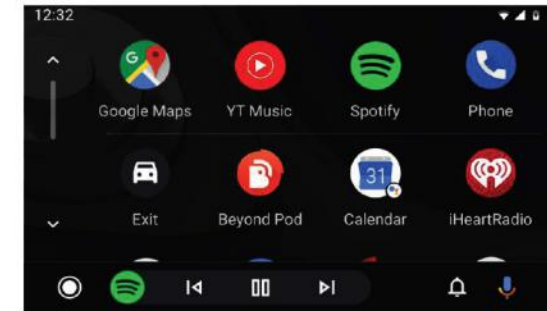 12:32
Google Maps YT Music Spotify Phone
31
Exit Beyond Pod Calendar iHeartRadio